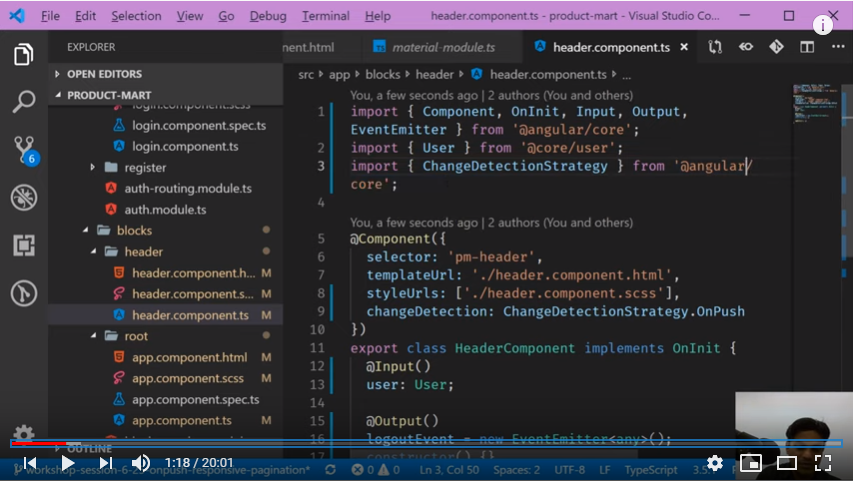 File Edit Selection View Go Debug Terminal Help header.component.ts - product-mart - Visual Studio Co...
EXPLORER
OPEN EDITORS
PRODUCT-MART
login.component.scss
login.component.spec.ts
login.component.ts
register
auth-routing.module.ts
auth.module.ts
blocks
header
header.component.h... M
header.component.s... M
header.component.ts M
root
app.component.html M
app.component.scss M
app.component.spec.ts
app.component.ts M
OUTLINE
6
nent.html material-module.ts header.component.ts
src app blocks header header.component.ts ...
You, a few seconds ago | 2 authors (You and others)
1 import { Component, OnInit, Input, Output,
EventEmitter } from '@angular/core';
2 import { User } from '@core/user';
3 import { ChangeDetectionStrategy } from '@angular/
core';
4
You, a few seconds ago | 2 authors (You and others)
5 @Component({
6 selector: 'pm-header',
7 templateUrl: './header.component.html',
8 styleUrls: ['./header.component.scss'],
9 changeDetection: ChangeDetectionStrategy.OnPush
10 })
11 export class HeaderComponent implements OnInit {
12 @Input()
13 user: User;
14
15 @Output()
16 logoutEvent = new EventEmitter<any>();
17 constructor() {}
1:18 / 20:01
workshop-session-6-2 onpush-responsive-pagination* 0 0 Ln 3, Col 50 Spaces: 2 UTF-8 LF TypeScript 3.5